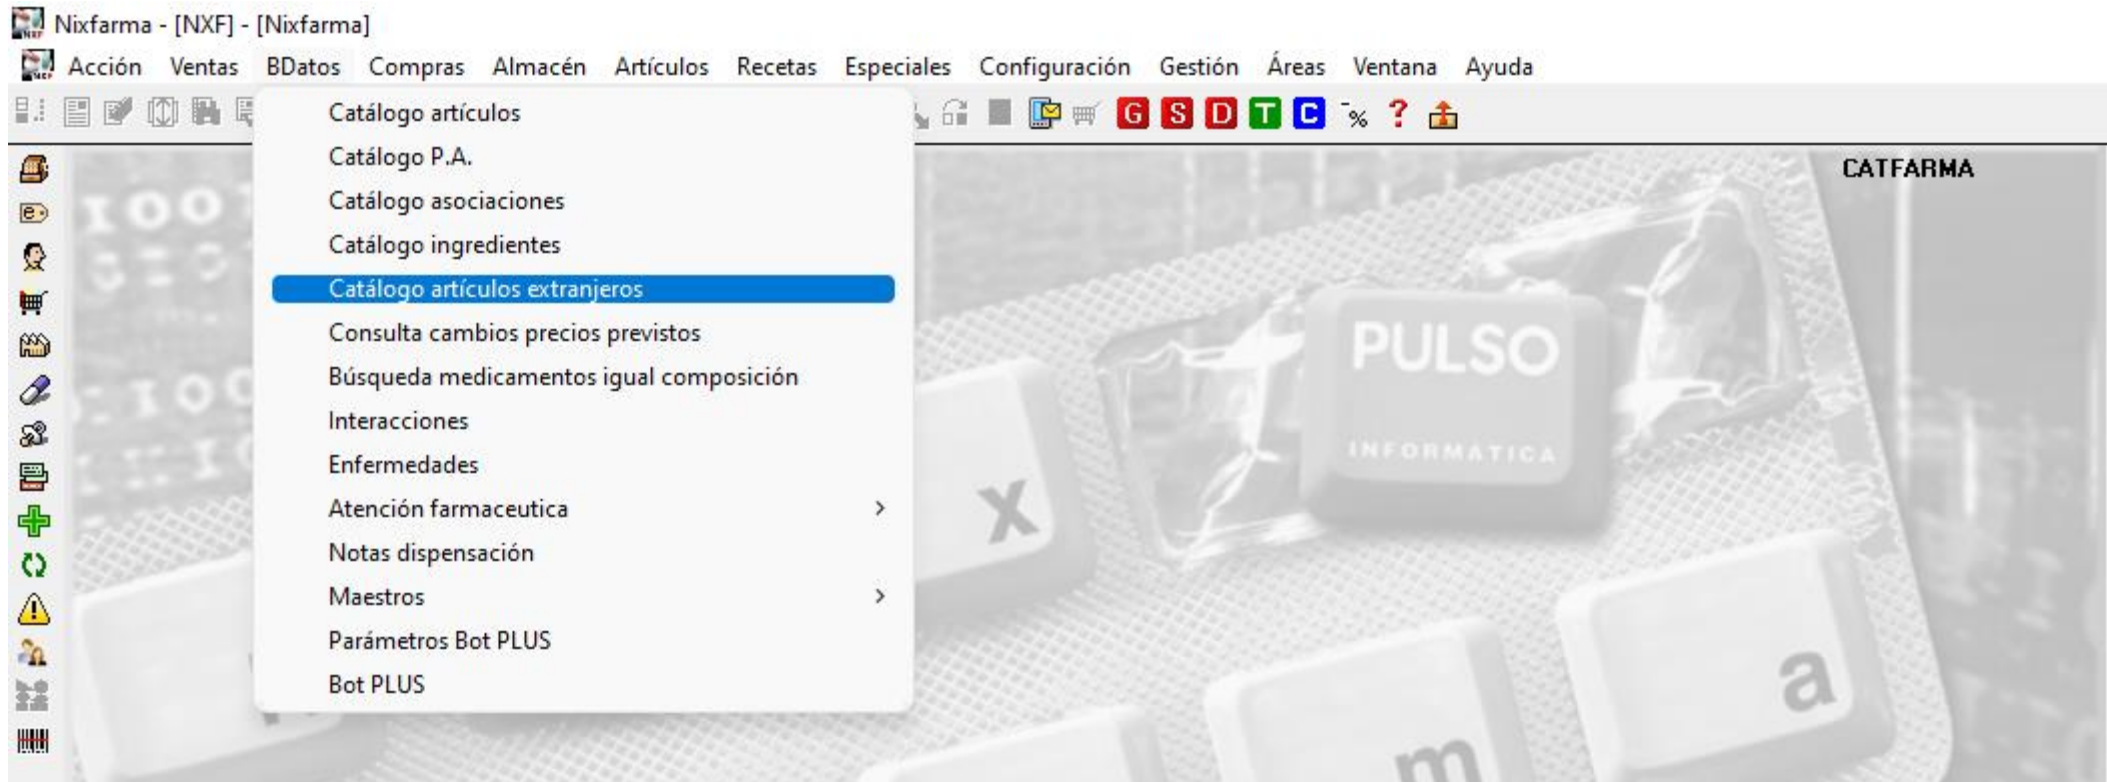 Nixfarma - [NXF] - [Nixfarma]
Acción Ventas BDatos Compras Almacén Artículos Recetas Especiales Configuración Gestión Áreas Ventana Ayuda
G S D T C % ?
CATFARMA
Catálogo artículos
Catálogo P.A.
Catálogo asociaciones
Catálogo ingredientes
Catálogo artículos extranjeros
Consulta cambios precios previstos
Búsqueda medicamentos igual composición
Interacciones
Enfermedades
Atención farmaceutica
Notas dispensación
Maestros
Parámetros Bot PLUS
Bot PLUS
PULSO
INFORMATICA
x
a
m